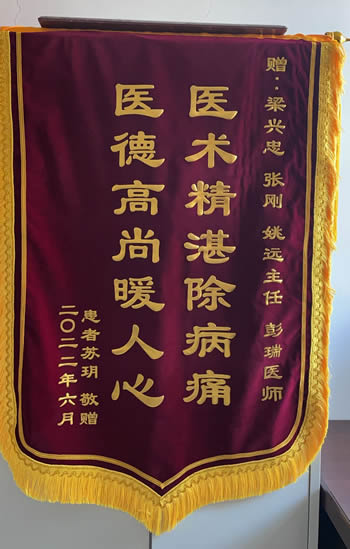 赠：梁兴忠 张刚 姚远主任 彭瑞医师
医术精湛除病痛
医德高尚暖人心
患者苏玥 敬赠
二〇二二年六月